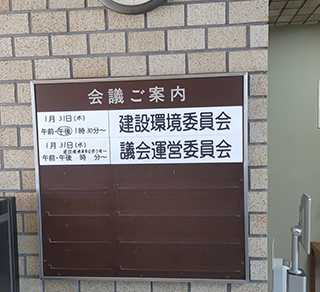 会議ご案内
1月31日(水)
午前・午後 1時30分～
建設環境委員会
1月31日(水)
午前・午後 時 分～
議会運営委員会